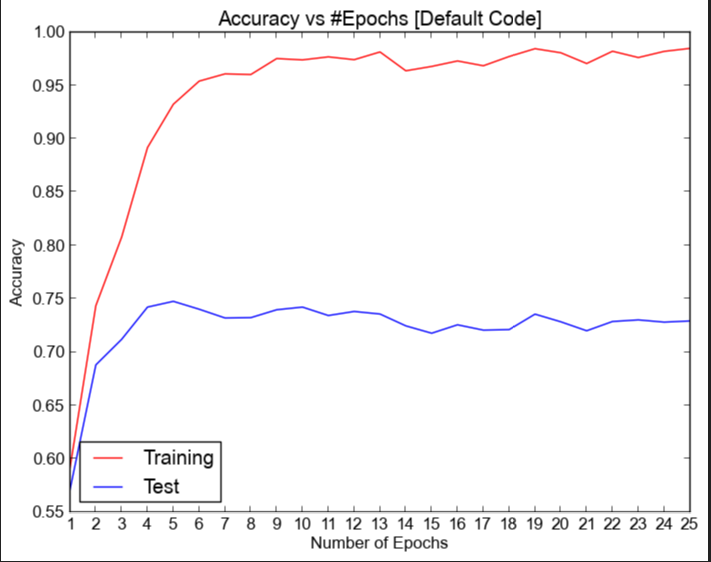 Accuracy vs #Epochs [Default Code]
1.00
0.95
0.90
0.85
0.80
0.75
0.70
0.65
0.60
0.55
Accuracy
Training
Test
1 2 3 4 5 6 7 8 9 10 11 12 13 14 15 16 17 18 19 20 21 22 23 24 25
Number of Epochs